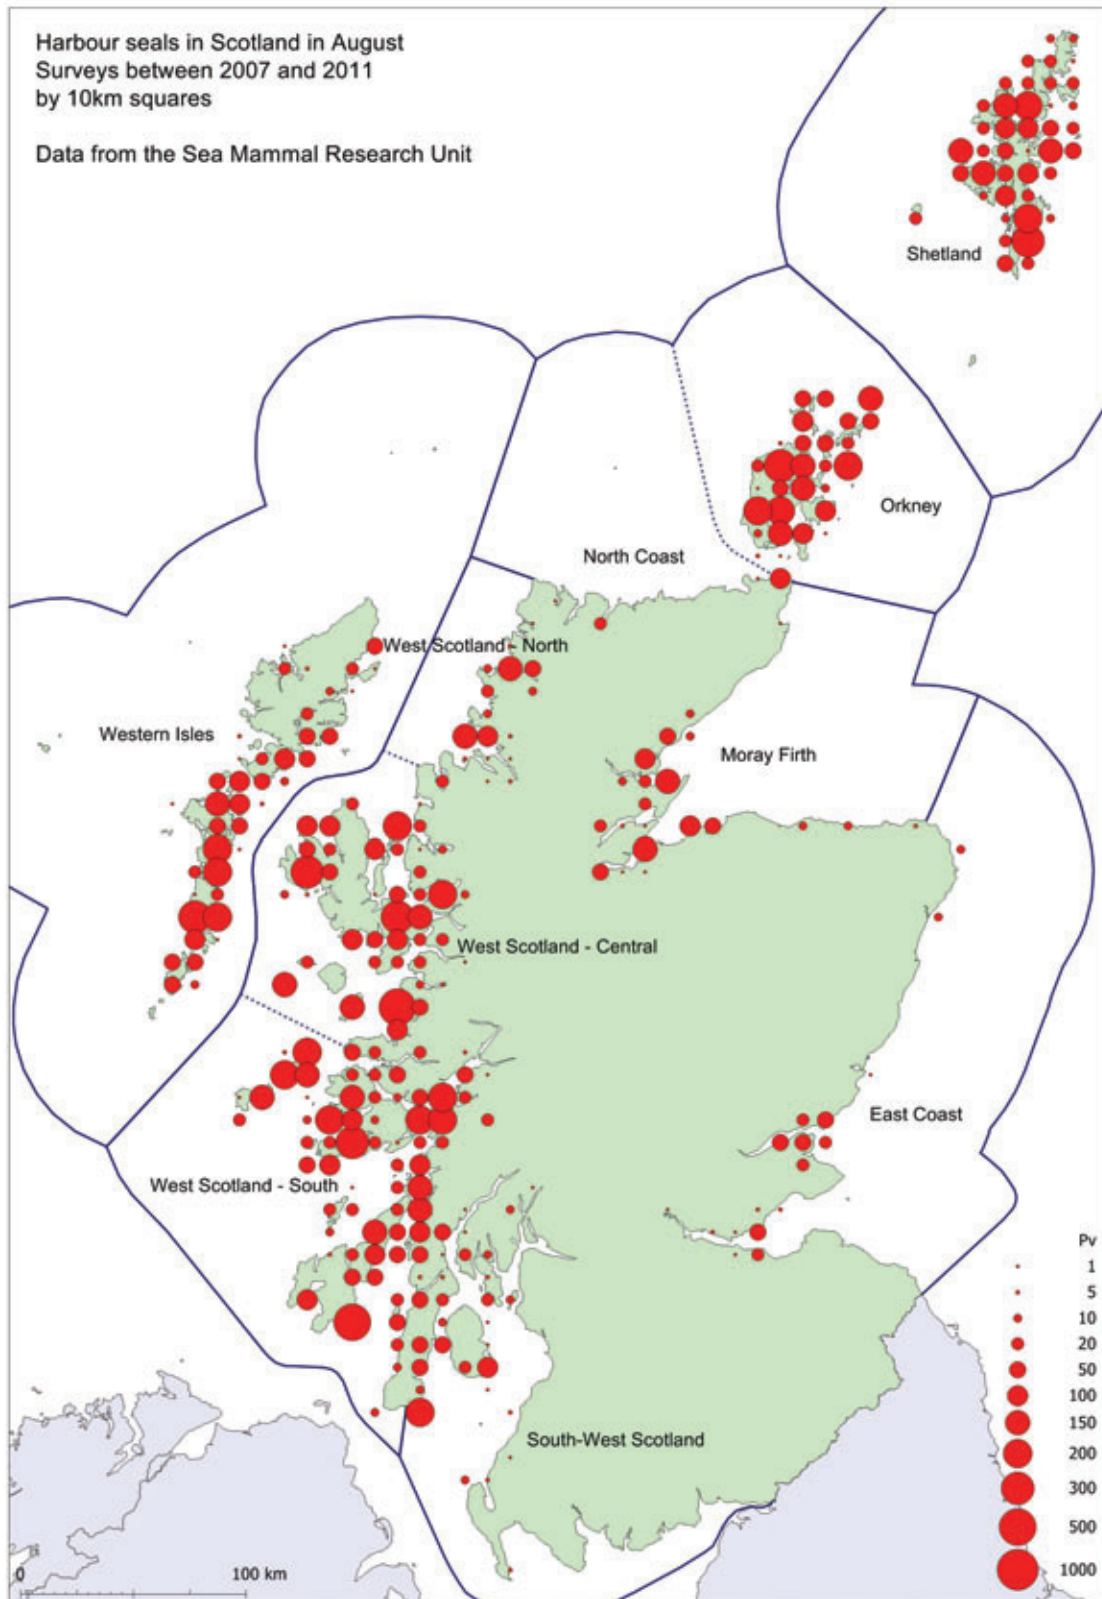 Harbour seals in Scotland in August
Surveys between 2007 and 2011
by 10km squares
Data from the Sea Mammal Research Unit
Shetland
Orkney
North Coast
West Scotland - North
Western Isles
Moray Firth
West Scotland - Central
East Coast
West Scotland - South
South-West Scotland
Pv
1
5
10
20
50
100
150
200
300
500
1000
0 100 km